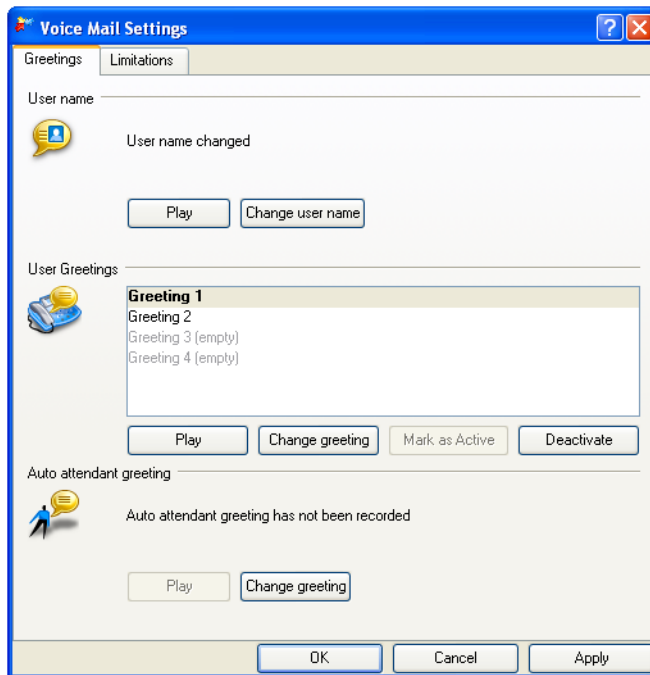 Voice Mail Settings
Greetings Limitations
User name
User name changed
Play Change user name
User Greetings
Greeting 1
Greeting 2
Greeting 3 (empty)
Greeting 4 (empty)
Play Change greeting Mark as Active Deactivate
Auto attendant greeting
Auto attendant greeting has not been recorded
Play Change greeting
OK Cancel Apply